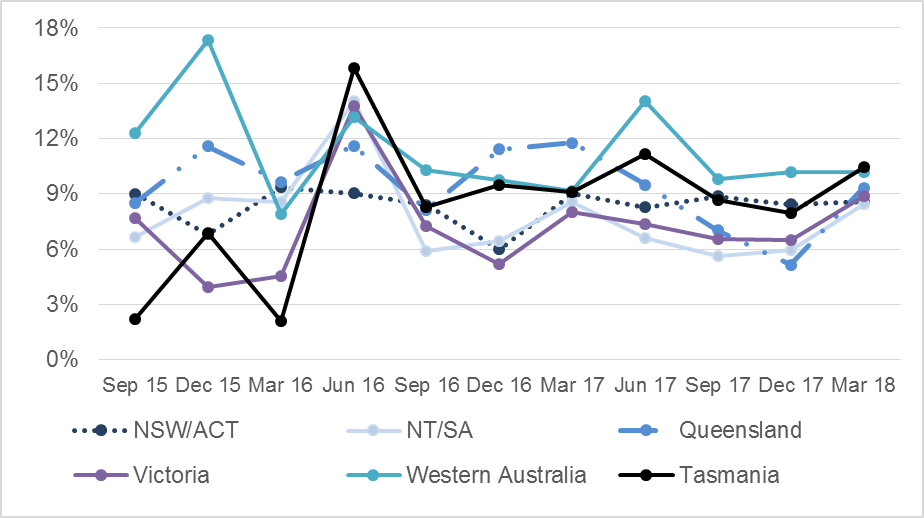 18%
15%
12%
9%
6%
3%
0%
Sep 15 Dec 15 Mar 16 Jun 16 Sep 16 Dec 16 Mar 17 Jun 17 Sep 17 Dec 17 Mar 18
NSW/ACT NT/SA Queensland
Victoria Western Australia Tasmania